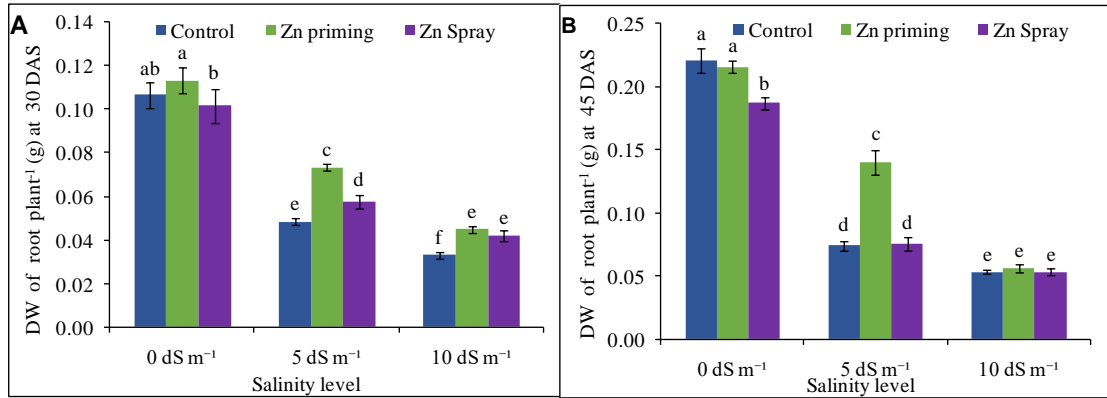 A
Control Zn priming Zn Spray
DW of root plant⁻¹ (g) at 30 DAS
0.14
0.12
0.10
0.08
0.06
0.04
0.02
0.00
ab a b
e c d
f e e
0 dS m⁻¹ 5 dS m⁻¹ 10 dS m⁻¹
Salinity level
B
Control Zn priming Zn Spray
DW of root plant⁻¹ (g) at 45 DAS
0.25
0.20
0.15
0.10
0.05
0.00
a a b
d c d
e e e
0 dS m⁻¹ 5 dS m⁻¹ 10 dS m⁻¹
Salinity level